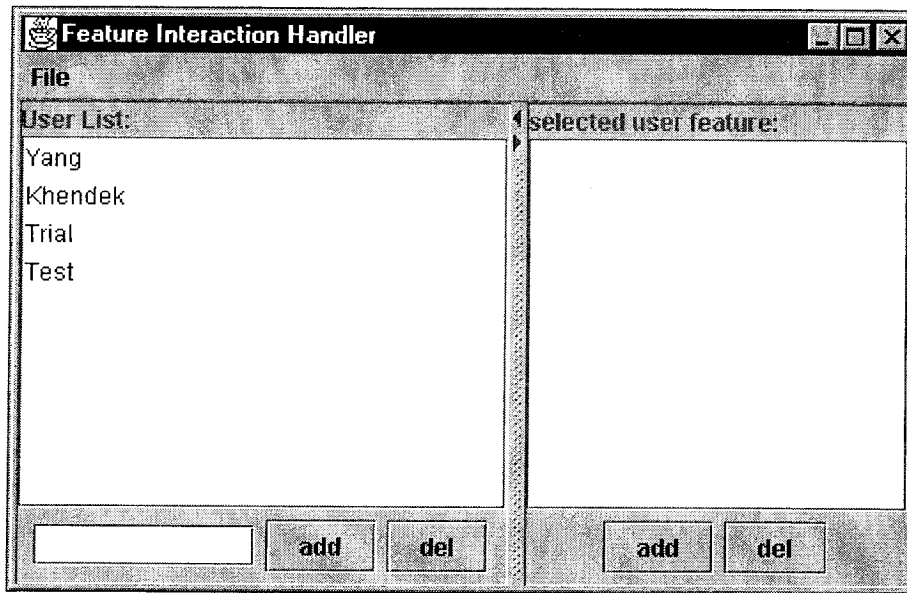 Feature Interaction Handler
File
User List:
Yang
Khendek
Trial
Test
add del
selected user feature:
add del